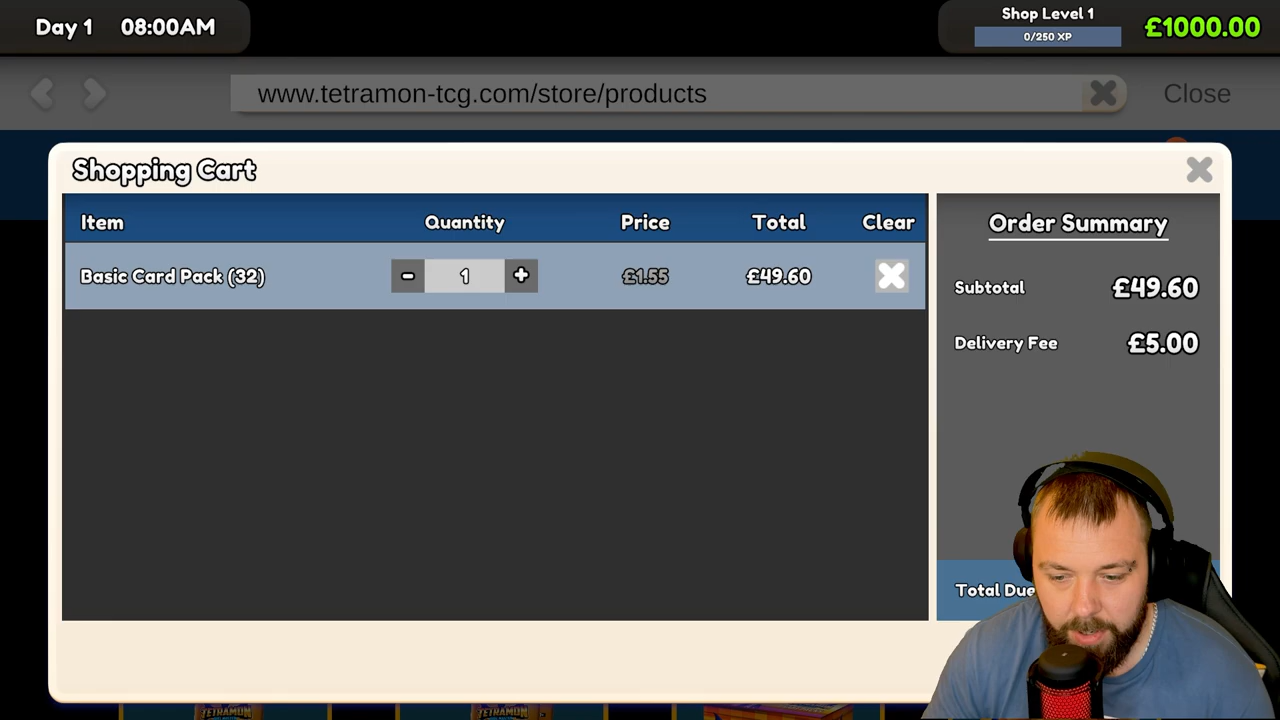 Day 1 08:00AM
Shop Level 1
0/250 XP
£1000.00
www.tetramon-tcg.com/store/products
Close
Shopping Cart
Item Quantity Price Total Clear
Basic Card Pack (32) - 1 + £1.55 £49.60
Order Summary
Subtotal £49.60
Delivery Fee £5.00
Total Due
TETRAMON TETRAMON